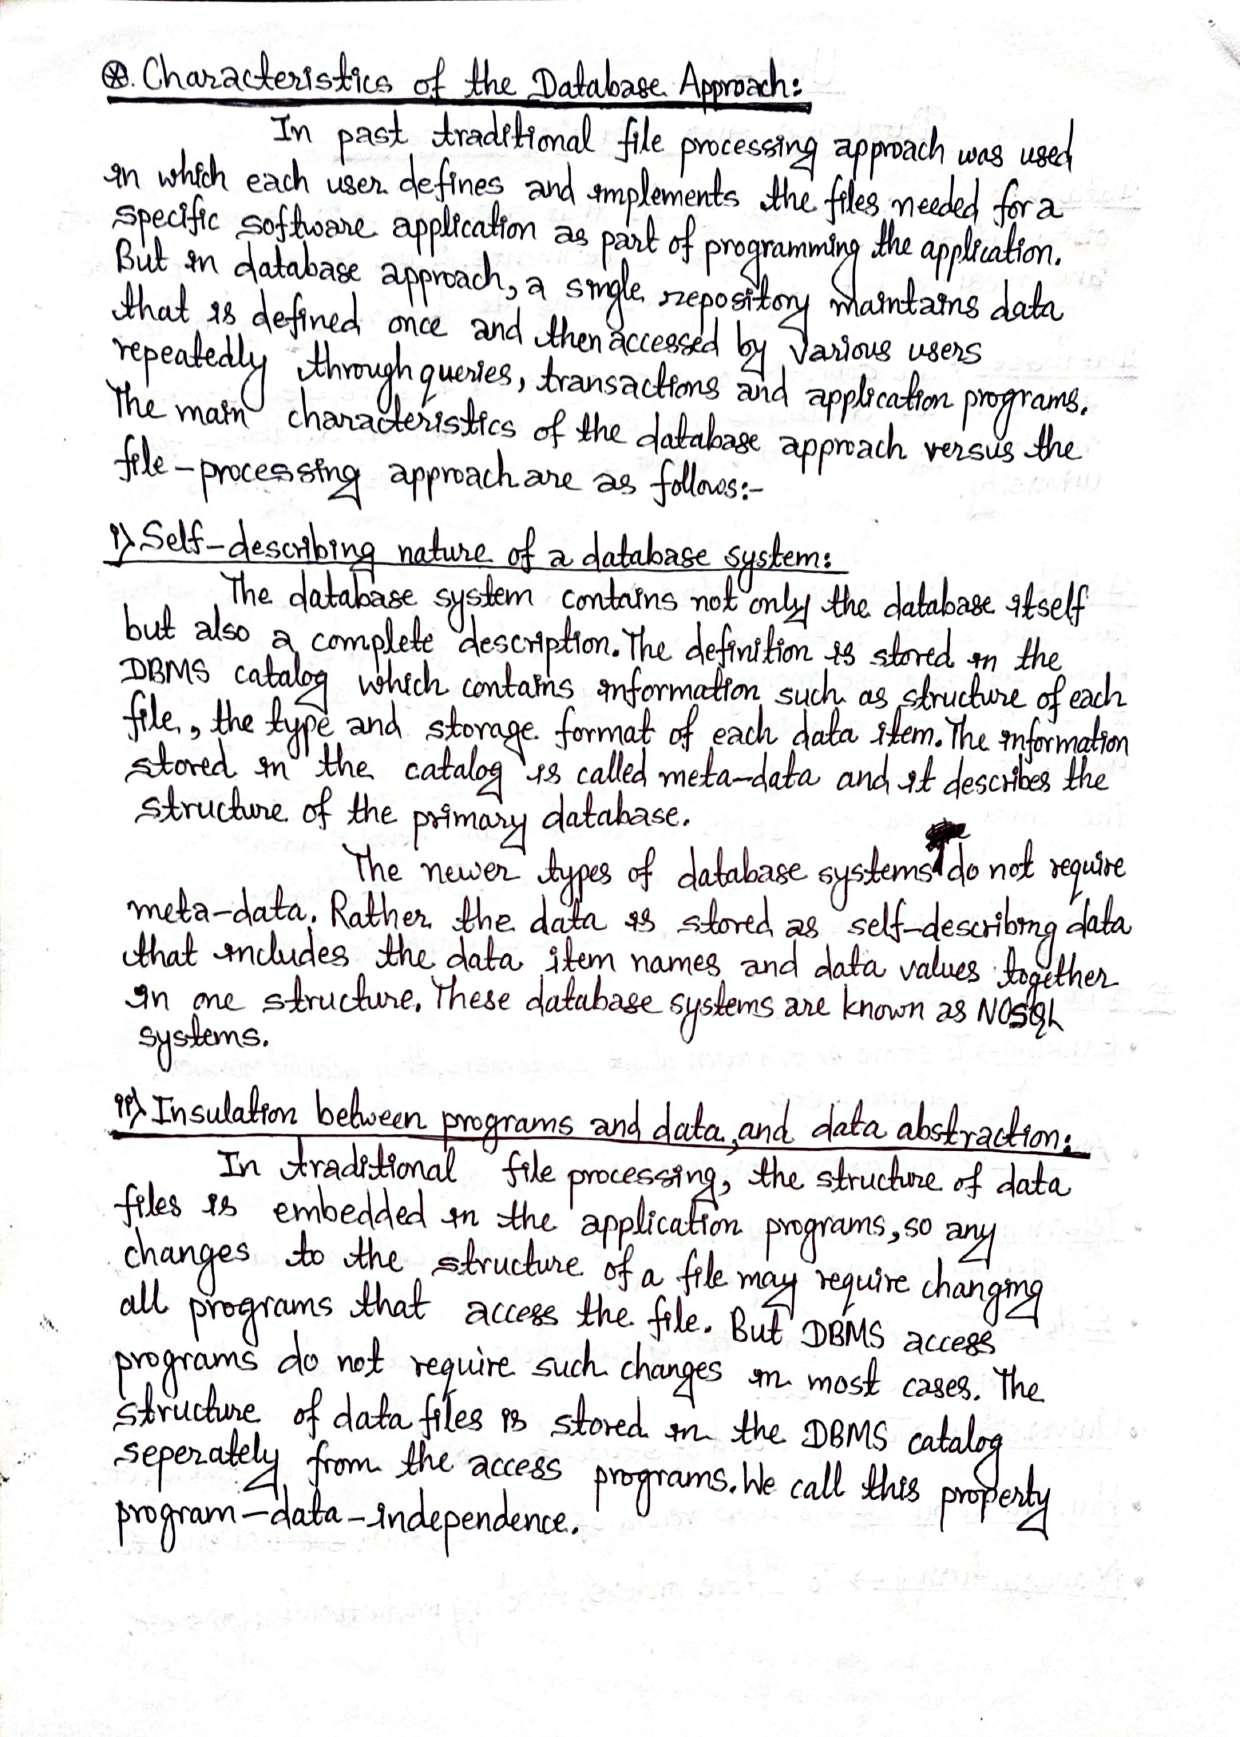 ⊛. Characteristics of the Database Approach:
In past traditional file processing approach was used
in which each user defines and implements the files needed for a
specific software application as part of programming the application.
But in database approach, a single repository maintains data
that is defined once and then accessed by various users
repeatedly through queries, transactions and application programs.
The main characteristics of the database approach versus the
file-processing approach are as follows:-
i) Self-describing nature of a database system:
The database system contains not only the database itself
but also a complete description. The definition is stored in the
DBMS catalog which contains information such as structure of each
file, the type and storage format of each data item. The information
stored in the catalog is called meta-data and it describes the
structure of the primary database.
The newer types of database systems do not require
meta-data. Rather the data is stored as self-describing data
that includes the data item names and data values together
in one structure. These database systems are known as NOSQL
systems.
ii) Insulation between programs and data, and data abstraction:
In traditional file processing, the structure of data
files is embedded in the application programs, so any
changes to the structure of a file may require changing
all programs that access the file. But DBMS access
programs do not require such changes in most cases. The
structure of data files is stored in the DBMS catalog
seperately from the access programs. We call this property
program-data-independence.